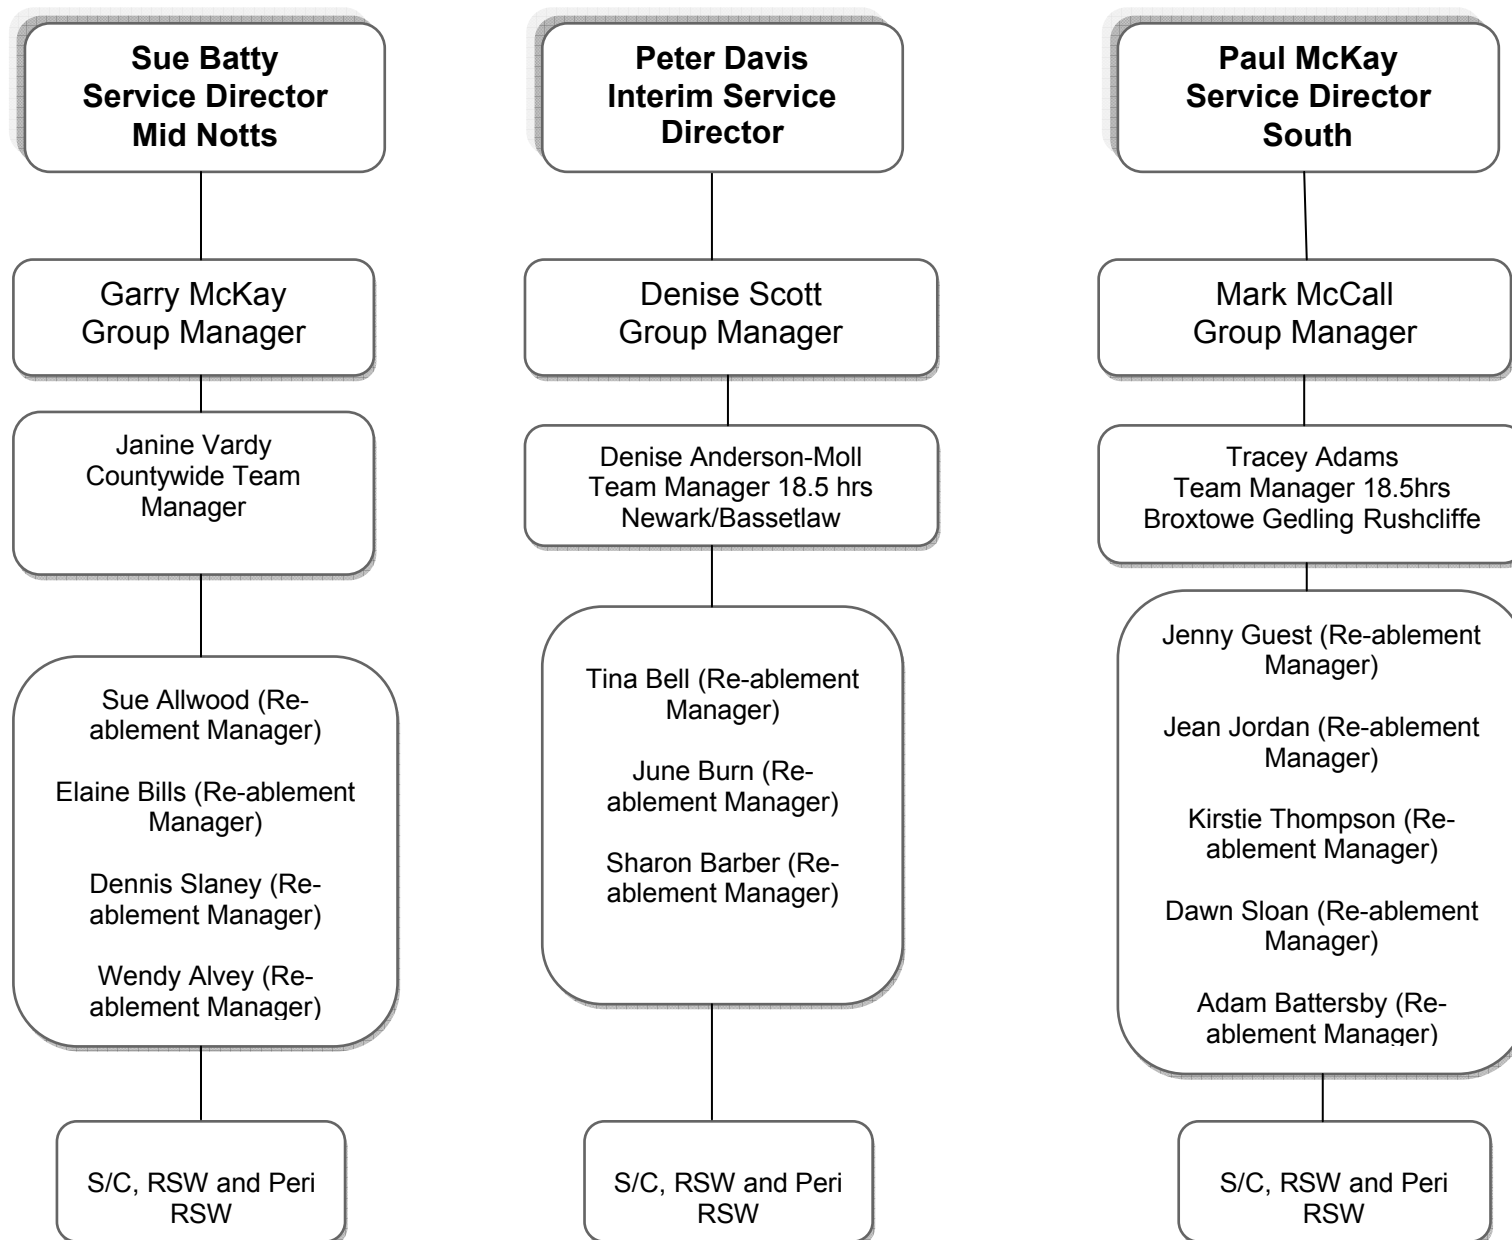 Sue Batty
Service Director
Mid Notts
Garry McKay
Group Manager
Janine Vardy
Countywide Team
Manager
Sue Allwood (Re-
ablement Manager)
Elaine Bills (Re-ablement
Manager)
Dennis Slaney (Re-
ablement Manager)
Wendy Alvey (Re-
ablement Manager)
S/C, RSW and Peri
RSW
Peter Davis
Interim Service
Director
Denise Scott
Group Manager
Denise Anderson-Moll
Team Manager 18.5 hrs
Newark/Bassetlaw
Tina Bell (Re-ablement
Manager)
June Burn (Re-
ablement Manager)
Sharon Barber (Re-
ablement Manager)
S/C, RSW and Peri
RSW
Paul McKay
Service Director
South
Mark McCall
Group Manager
Tracey Adams
Team Manager 18.5hrs
Broxtowe Gedling Rushcliffe
Jenny Guest (Re-ablement
Manager)
Jean Jordan (Re-ablement
Manager)
Kirstie Thompson (Re-
ablement Manager)
Dawn Sloan (Re-ablement
Manager)
Adam Battersby (Re-
ablement Manager)
S/C, RSW and Peri
RSW